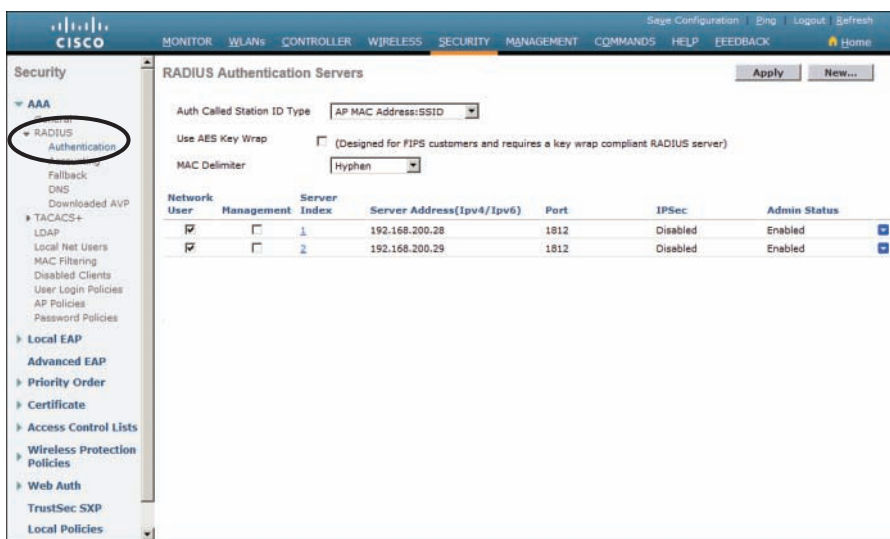 Save Configuration | Ping | Logout | Refresh
CISCO
MONITOR WLANs CONTROLLER WIRELESS SECURITY MANAGEMENT COMMANDS HELP FEEDBACK Home
Security
AAA
General
RADIUS
Authentication
Accounting
Fallback
DNS
Downloaded AVP
TACACS+
LDAP
Local Net Users
MAC Filtering
Disabled Clients
User Login Policies
AP Policies
Password Policies
Local EAP
Advanced EAP
Priority Order
Certificate
Access Control Lists
Wireless Protection
Policies
Web Auth
TrustSec SXP
Local Policies
RADIUS Authentication Servers
Apply New...
Auth Called Station ID Type AP MAC Address:SSID
Use AES Key Wrap (Designed for FIPS customers and requires a key wrap compliant RADIUS server)
MAC Delimiter Hyphen
Network User Management Server Index Server Address(Ipv4/Ipv6) Port IPSec Admin Status
1 192.168.200.28 1812 Disabled Enabled
2 192.168.200.29 1812 Disabled Enabled